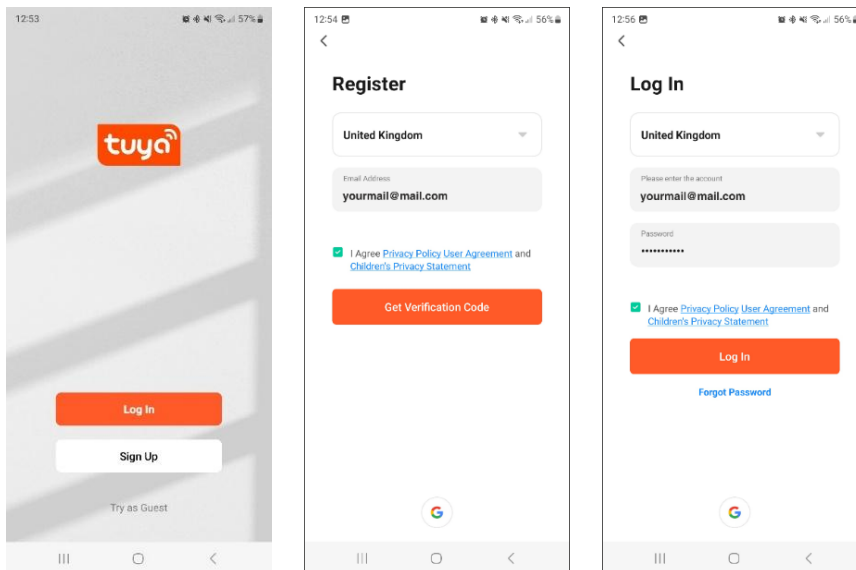 12:53
57%
tuya
Log In
Sign Up
Try as Guest
12:54
56%
Register
United Kingdom
Email Address
yourmail@mail.com
I Agree Privacy Policy User Agreement and
Children's Privacy Statement
Get Verification Code
G
12:56
56%
Log In
United Kingdom
Please enter the account
yourmail@mail.com
Password
•••••••••••
I Agree Privacy Policy User Agreement and
Children's Privacy Statement
Log In
Forgot Password
G